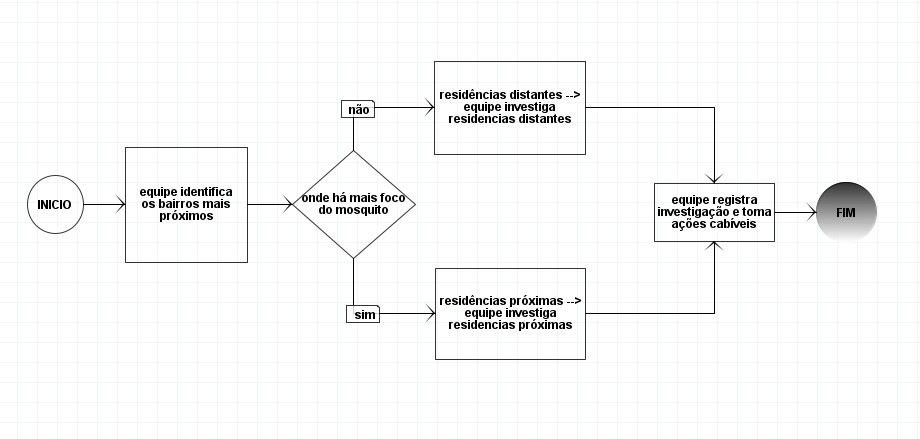 INICIO
equipe identifica
os bairros mais
próximos
onde há mais foco
do mosquito
não
residências distantes -->
equipe investiga
residencias distantes
sim
residências próximas -->
equipe investiga
residencias próximas
equipe registra
investigação e toma
ações cabíveis
FIM